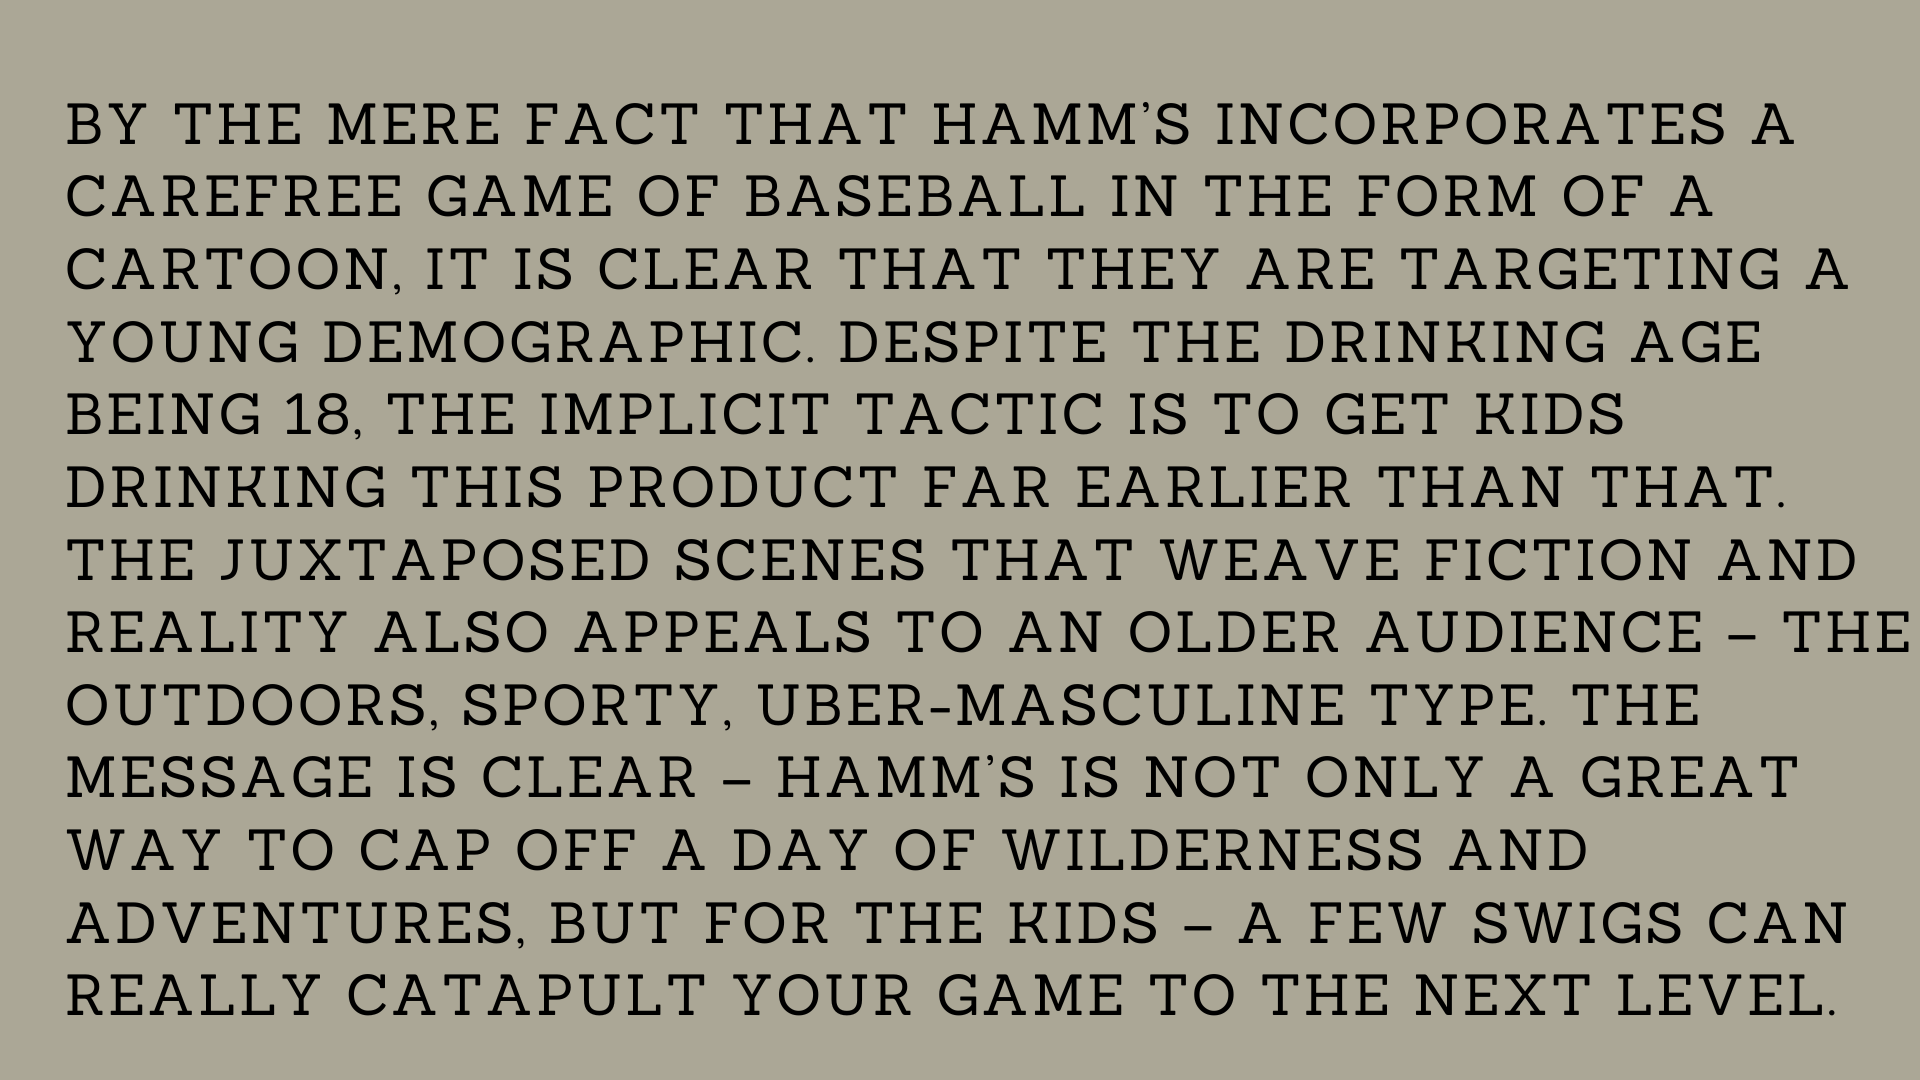 BY THE MERE FACT THAT HAMM'S INCORPORATES A
CAREFREE GAME OF BASEBALL IN THE FORM OF A
CARTOON, IT IS CLEAR THAT THEY ARE TARGETING A
YOUNG DEMOGRAPHIC. DESPITE THE DRINKING AGE
BEING 18, THE IMPLICIT TACTIC IS TO GET KIDS
DRINKING THIS PRODUCT FAR EARLIER THAN THAT.
THE JUXTAPOSED SCENES THAT WEAVE FICTION AND
REALITY ALSO APPEALS TO AN OLDER AUDIENCE – THE
OUTDOORS, SPORTY, UBER-MASCULINE TYPE. THE
MESSAGE IS CLEAR – HAMM'S IS NOT ONLY A GREAT
WAY TO CAP OFF A DAY OF WILDERNESS AND
ADVENTURES, BUT FOR THE KIDS – A FEW SWIGS CAN
REALLY CATAPULT YOUR GAME TO THE NEXT LEVEL.